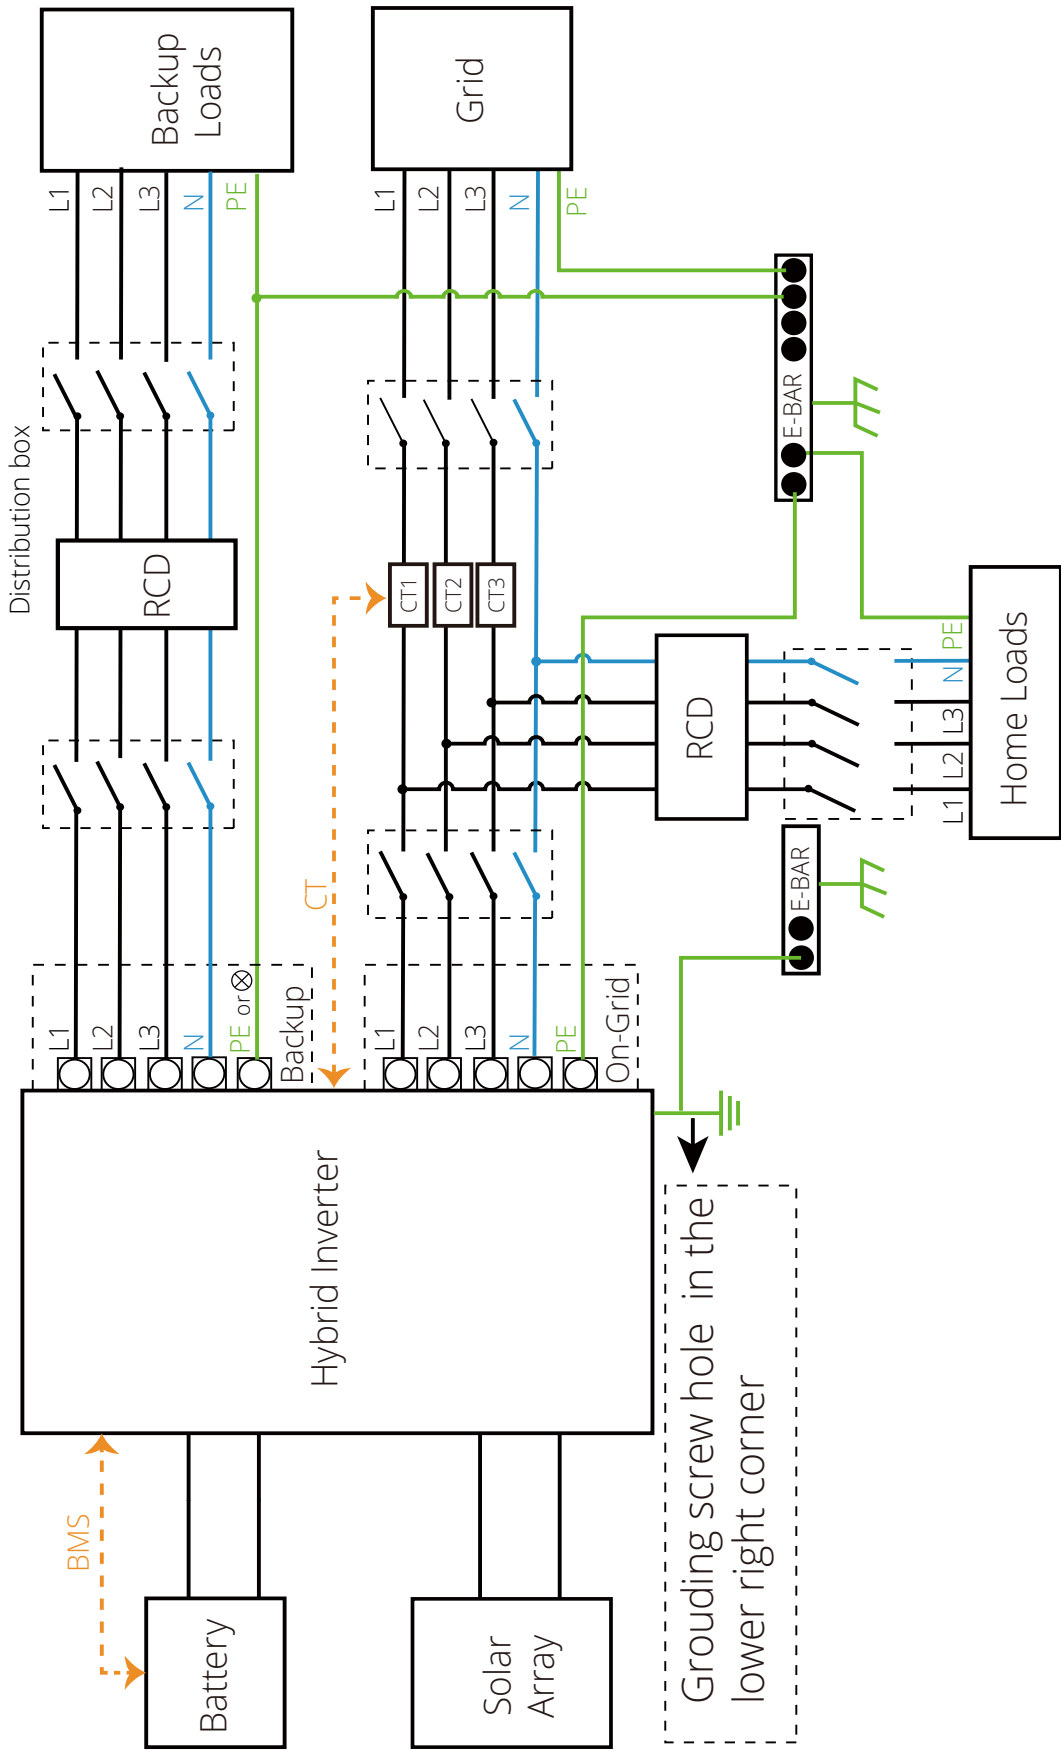 Distribution box
Backup
Loads
L1
L2
L3
N
PE
RCD
L1
L2
L3
N
PE or
Backup
Grid
L1
L2
L3
N
PE
CT1
CT2
CT3
CT
L1
L2
L3
N
PE
On-Grid
E-BAR
RCD
L1
L2
L3
N
PE
Home Loads
E-BAR
Hybrid Inverter
BMS
Battery
Solar
Array
Grouding screw hole in the
lower right corner